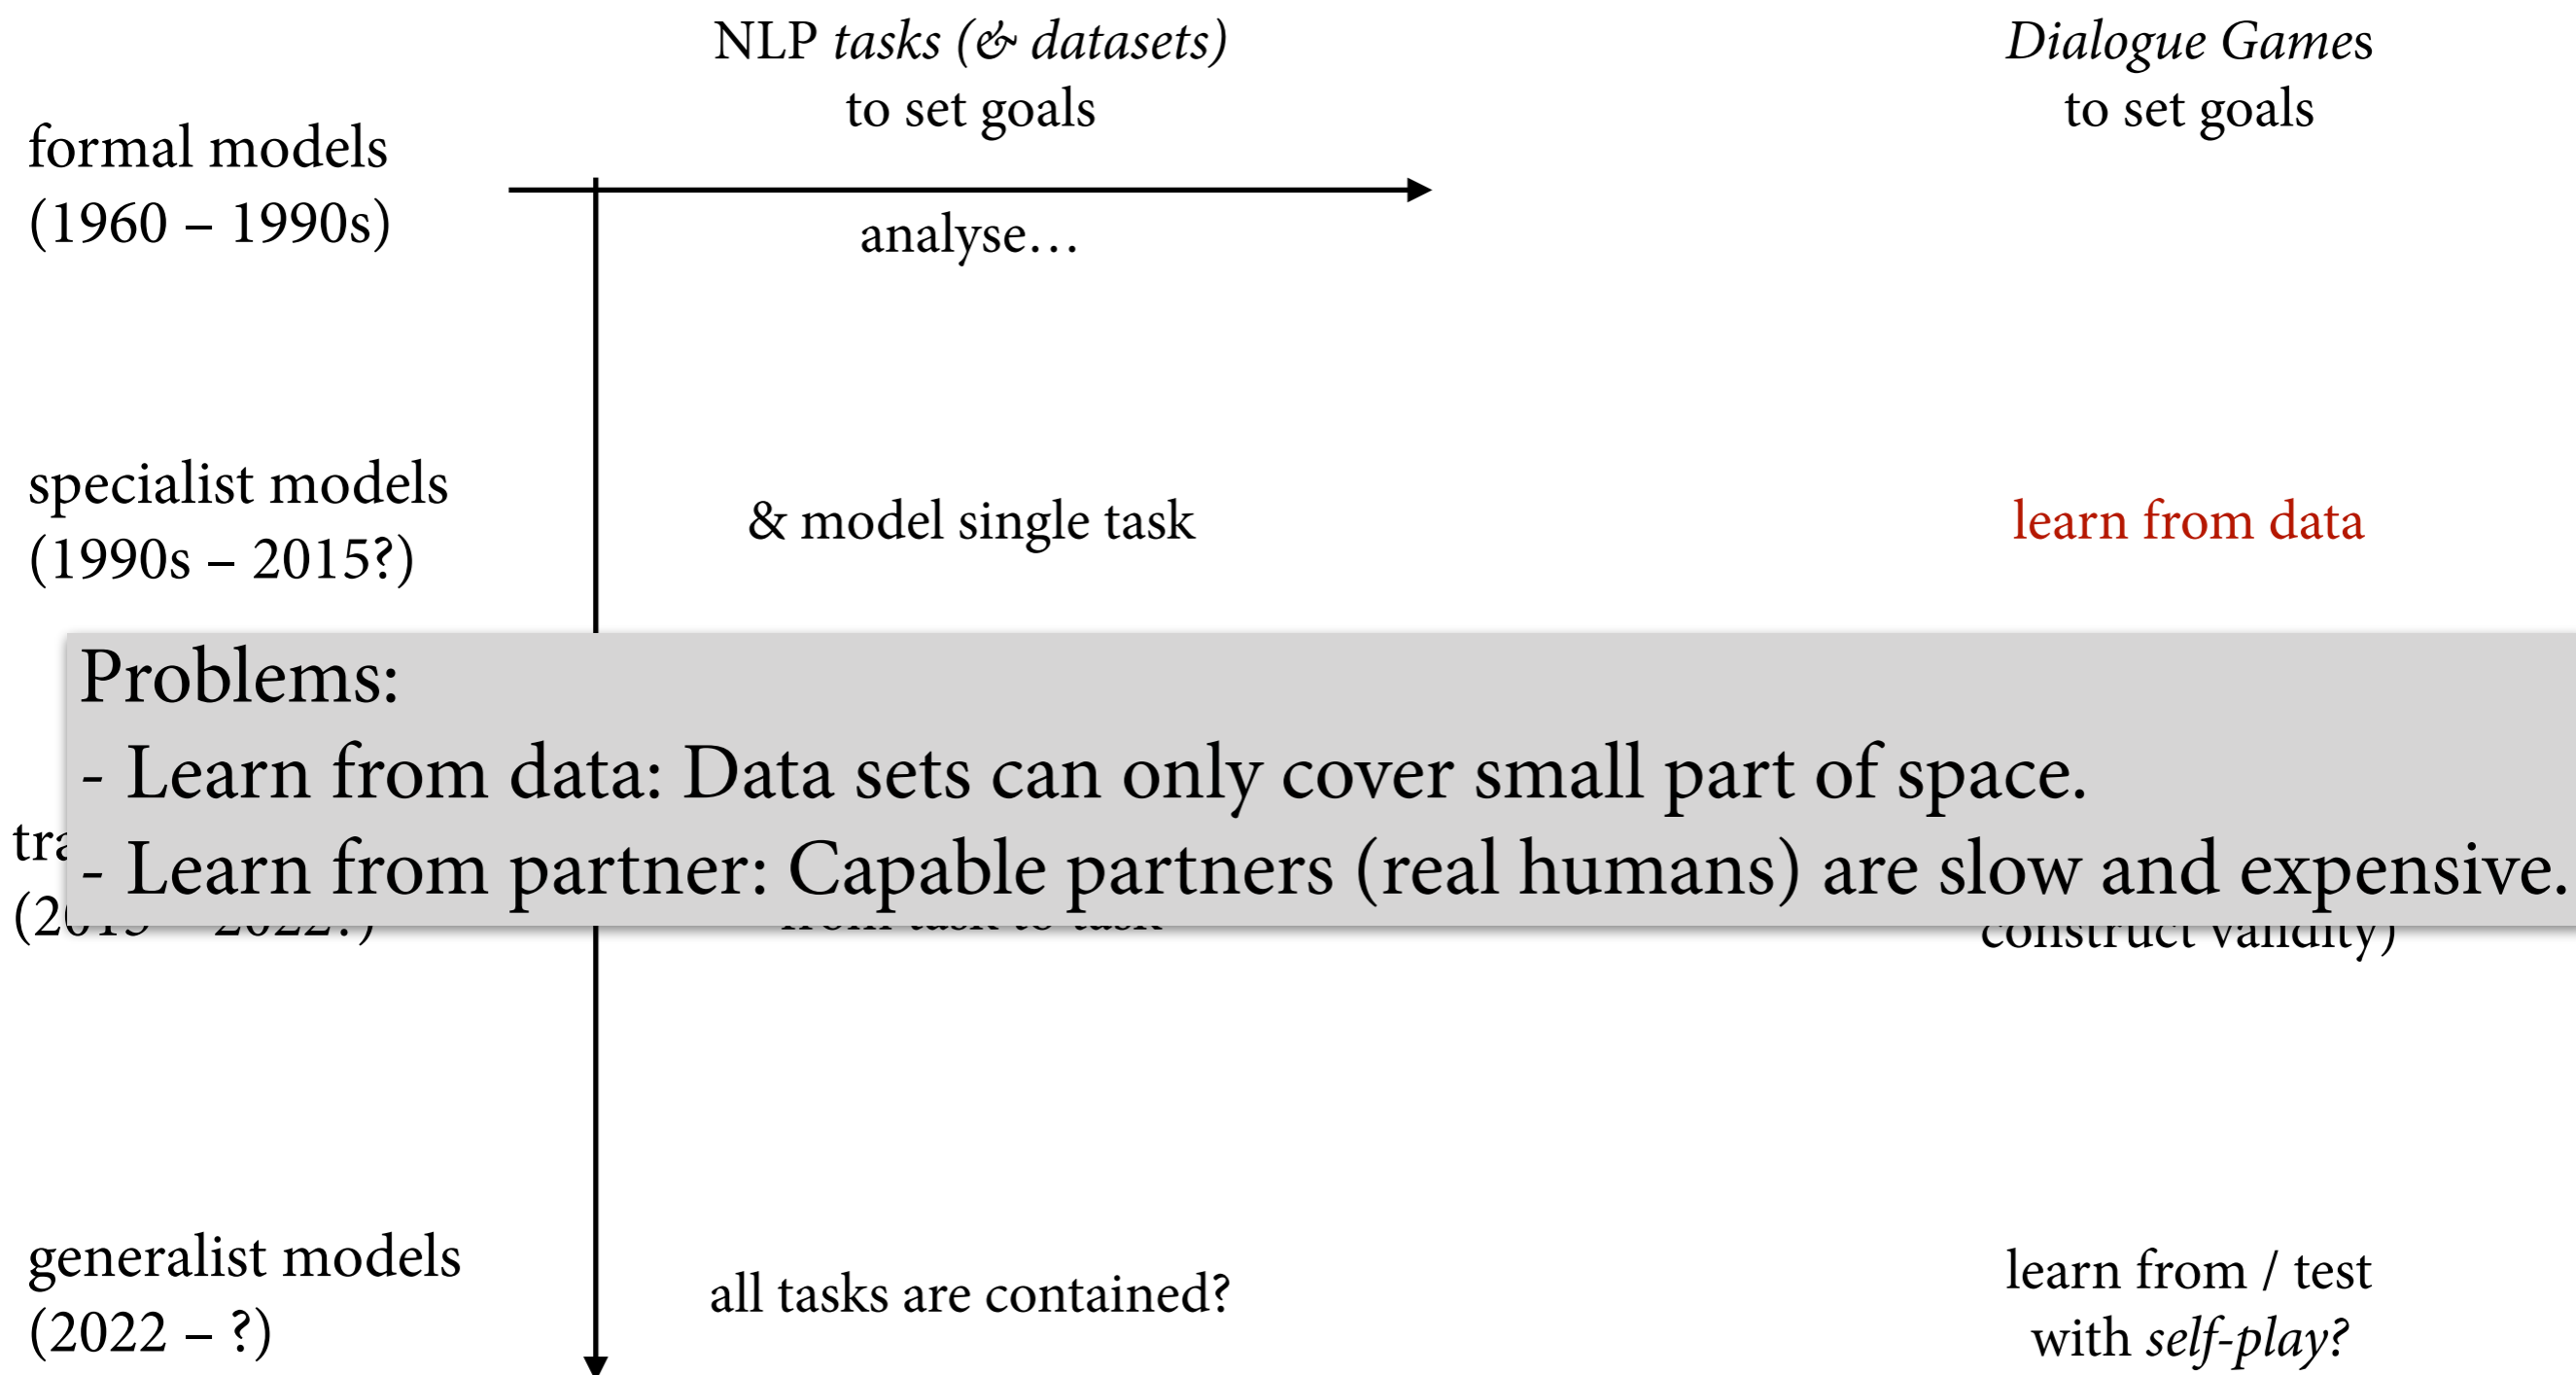 NLP tasks (& datasets)
to set goals
Dialogue Games
to set goals
formal models
(1960 – 1990s)
analyse…
specialist models
(1990s – 2015?)
& model single task
learn from data
Problems:
- Learn from data: Data sets can only cover small part of space.
- Learn from partner: Capable partners (real humans) are slow and expensive.
construct validity)
generalist models
(2022 – ?)
all tasks are contained?
learn from / test
with self-play?